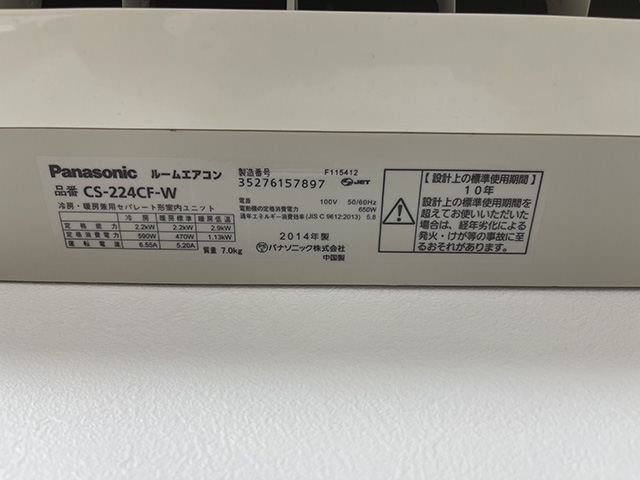 Panasonic ルームエアコン
品番 CS-224CF-W
冷房・暖房兼用セパレート形室内ユニット
冷房 暖房標準 暖房低温
定格能力 2.2kW 2.2kW 2.9kW
定格消費電力 590W 470W 1.13kW
運転電流 6.55A 5.20A
質量 7.0kg
製造番号 F115412
35276157897 JET
電源 100V 50/60Hz
電動機の定格消費電力 650W
通年エネルギー消費効率(JIS C 9612:2013) 5.8
2014年製
パナソニック株式会社
中国製
【設計上の標準使用期間】
10年
設計上の標準使用期間を
超えてお使いいただいた
場合は、経年劣化による
発火・けが等の事故に至
るおそれがあります。